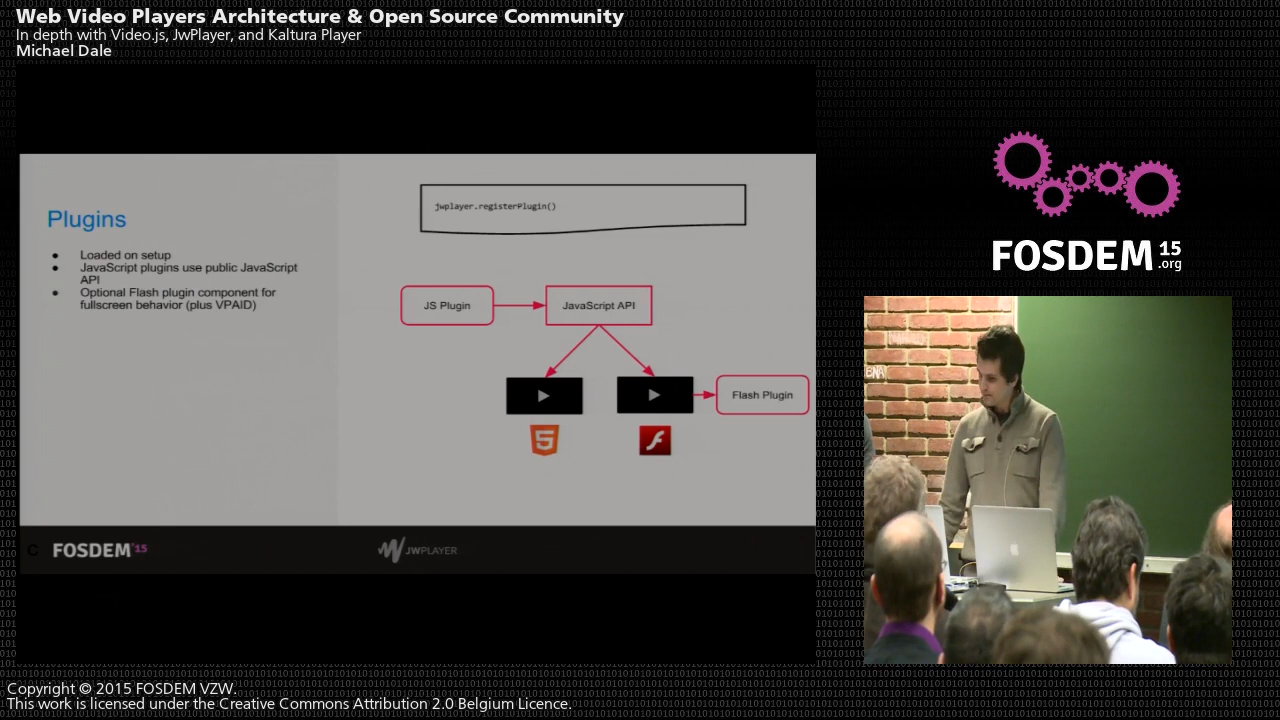 Web Video Players Architecture & Open Source Community
In depth with Video.js, JwPlayer, and Kaltura Player
Michael Dale
Plugins
● Loaded on setup
● JavaScript plugins use public JavaScript
API
● Optional Flash plugin component for
fullscreen behavior (plus VPAID)
jwplayer.registerPlugin()
JS Plugin
JavaScript API
Flash Plugin
5
f
C FOSDEM'15
JWPLAYER
FOSDEM 15
.org
Copyright © 2015 FOSDEM VZW.
This work is licensed under the Creative Commons Attribution 2.0 Belgium Licence.